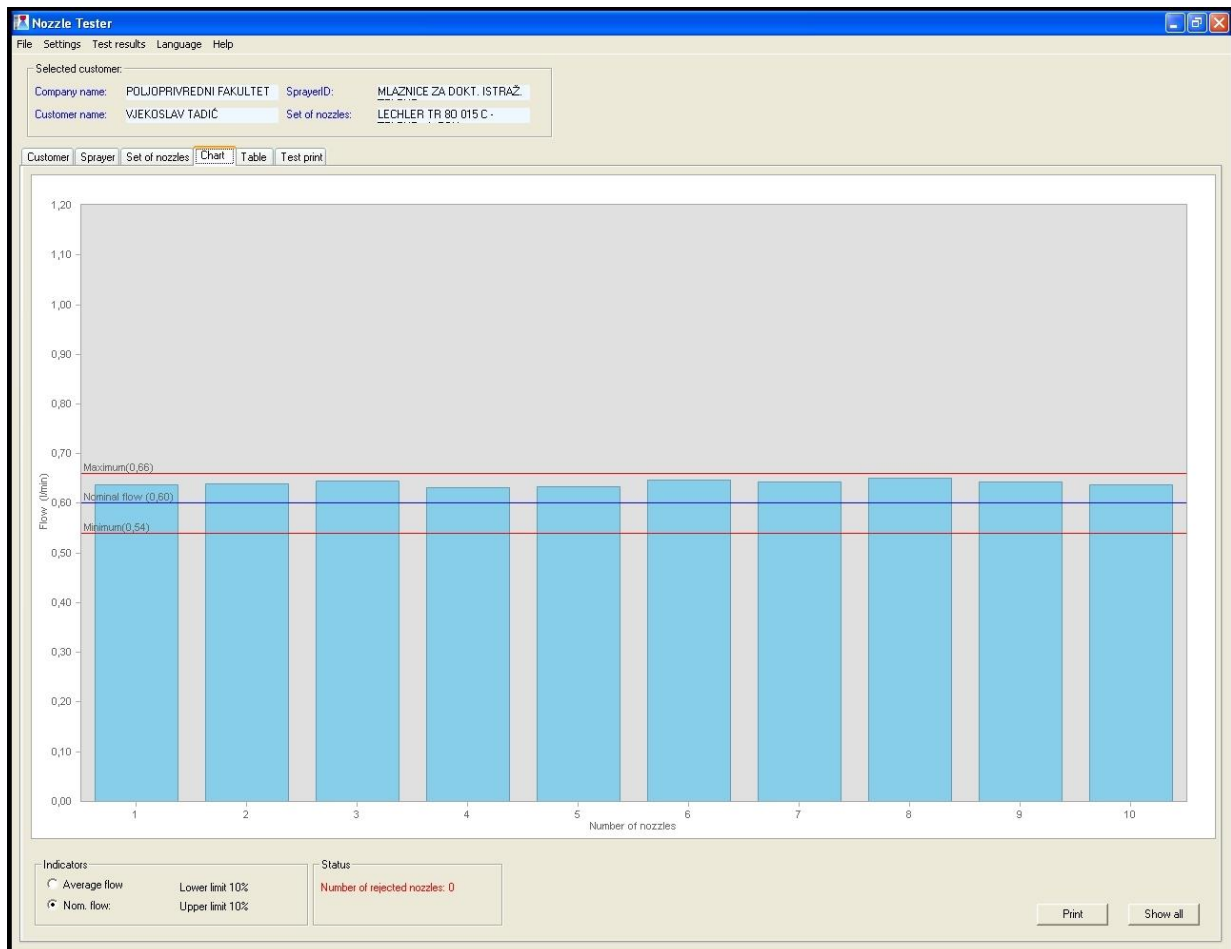 Nozzle Tester
File Settings Test results Language Help
Selected customer:
Company name: POLJOPRIVREDNI FAKULTET SprayerID: MLAZNICE ZA DOKT. ISTRAŽ.
Customer name: VJEKOSLAV TADIĆ Set of nozzles: LECHLER TR 80 015 C -
Customer Sprayer Set of nozzles Chart Table Test print
1,20
1,10
1,00
0,90
0,80
0,70
Maximum(0,66)
Nominal flow (0,60)
0,60
Minimum(0,54)
0,50
0,40
0,30
0,20
0,10
0,00
Flow (l/min)
1 2 3 4 5 6 7 8 9 10
Number of nozzles
Indicators
Average flow Lower limit 10%
Nom. flow: Upper limit 10%
Status
Number of rejected nozzles: 0
Print Show all